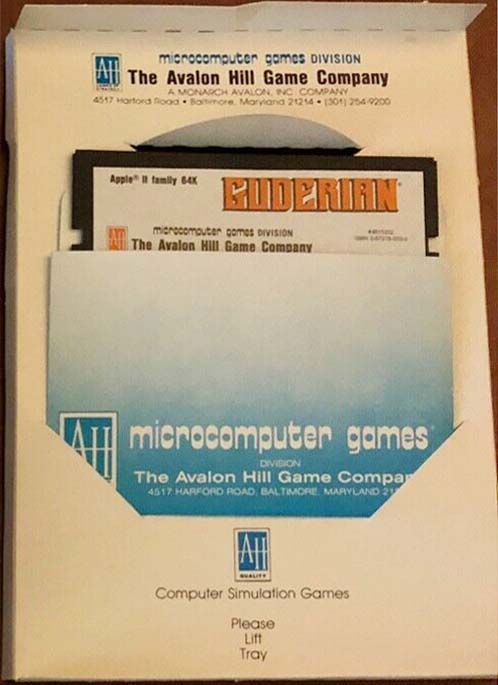 AH
microcomputer games DIVISION
The Avalon Hill Game Company
A MONARCH AVALON, INC. COMPANY
4517 Harford Road • Baltimore, Maryland 21214 • (301) 254-9200
Apple® II family 64K
GUDERIAN
AH
microcomputer games DIVISION
The Avalon Hill Game Company
AH
microcomputer games
DIVISION
The Avalon Hill Game Compan
4517 HARFORD ROAD, BALTIMORE, MARYLAND 21
AH
QUALITY
Computer Simulation Games
Please
Lift
Tray